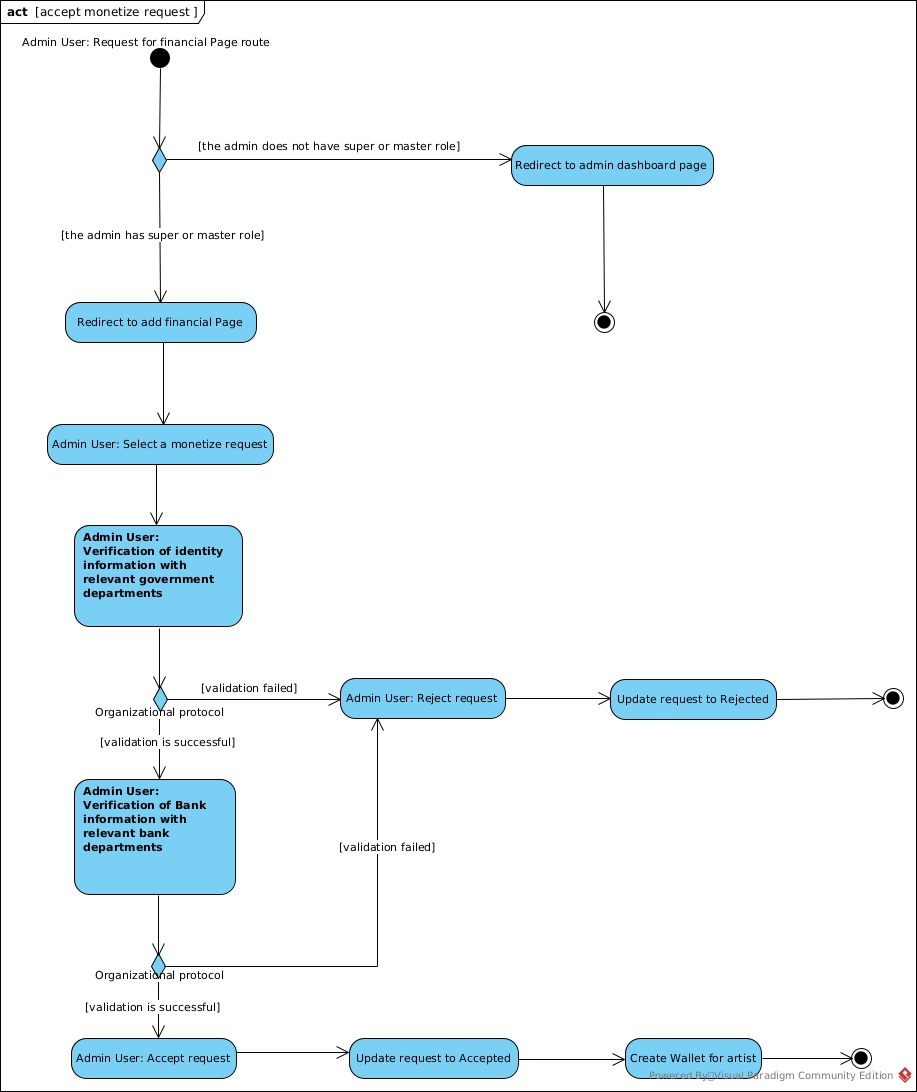 act [accept monetize request ]
Admin User: Request for financial Page route
[the admin does not have super or master role]
Redirect to admin dashboard page
[the admin has super or master role]
Redirect to add financial Page
Admin User: Select a monetize request
Admin User:
Verification of identity
information with
relevant government
departments
[validation failed]
Admin User: Reject request
Update request to Rejected
Organizational protocol
[validation is successful]
Admin User:
Verification of Bank
information with
relevant bank
departments
[validation failed]
Organizational protocol
[validation is successful]
Admin User: Accept request
Update request to Accepted
Create Wallet for artist
Powered By Visual Paradigm Community Edition